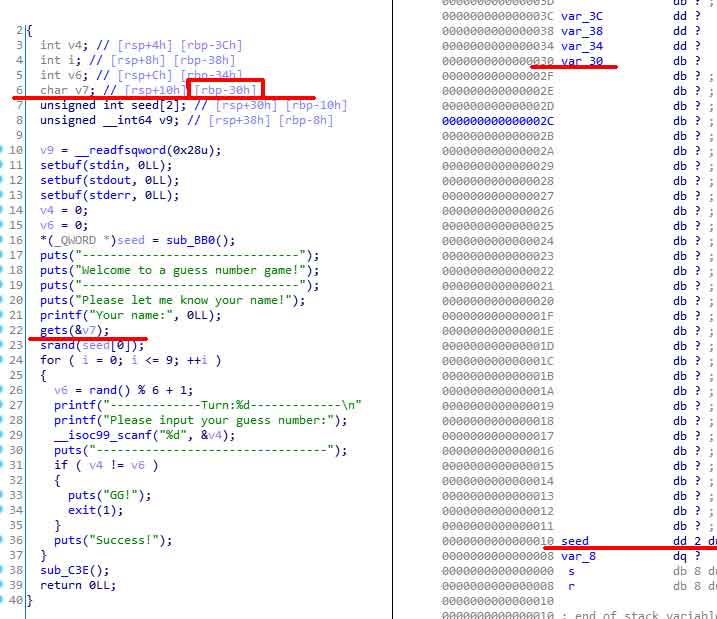 2 {
3 int v4; // [rsp+4h] [rbp-3Ch]
4 int i; // [rsp+8h] [rbp-38h]
5 int v6; // [rsp+Ch] [rbp-34h]
6 char v7; // [rsp+10h] [rbp-30h]
7 unsigned int seed[2]; // [rsp+30h] [rbp-10h]
8 unsigned __int64 v9; // [rsp+38h] [rbp-8h]
9
10 v9 = __readfsqword(0x28u);
11 setbuf(stdin, 0LL);
12 setbuf(stdout, 0LL);
13 setbuf(stderr, 0LL);
14 v4 = 0;
15 v6 = 0;
16 *(_QWORD *)seed = sub_BB0();
17 puts("-------------------------------");
18 puts("Welcome to a guess number game!");
19 puts("-------------------------------");
20 puts("Please let me know your name!");
21 printf("Your name:", 0LL);
22 gets(&v7);
23 srand(seed[0]);
24 for ( i = 0; i <= 9; ++i )
25 {
26 v6 = rand() % 6 + 1;
27 printf("-------------Turn:%d-------------\n"
28 printf("Please input your guess number:");
29 __isoc99_scanf("%d", &v4);
30 puts("---------------------------------");
31 if ( v4 != v6 )
32 {
33 puts("GG!");
34 exit(1);
35 }
36 puts("Success!");
37 }
38 sub_C3E();
39 return 0LL;
40 }
000000000000003D db ? ;
000000000000003C var_3C dd ?
0000000000000038 var_38 dd ?
0000000000000034 var_34 dd ?
0000000000000030 var_30 db ?
000000000000002F db ? ;
000000000000002E db ? ;
000000000000002D db ? ;
000000000000002C db ? ;
000000000000002B db ? ;
000000000000002A db ? ;
0000000000000029 db ? ;
0000000000000028 db ? ;
0000000000000027 db ? ;
0000000000000026 db ? ;
0000000000000025 db ? ;
0000000000000024 db ? ;
0000000000000023 db ? ;
0000000000000022 db ? ;
0000000000000021 db ? ;
0000000000000020 db ? ;
000000000000001F db ? ;
000000000000001E db ? ;
000000000000001D db ? ;
000000000000001C db ? ;
000000000000001B db ? ;
000000000000001A db ? ;
0000000000000019 db ? ;
0000000000000018 db ? ;
0000000000000017 db ? ;
0000000000000016 db ? ;
0000000000000015 db ? ;
0000000000000014 db ? ;
0000000000000013 db ? ;
0000000000000012 db ? ;
0000000000000011 db ? ;
0000000000000010 seed dd 2 du
0000000000000008 var_8 dq ?
0000000000000000 s db 8 du
0000000000000008 r db 8 du
0000000000000010
0000000000000010 ; end of stack variable